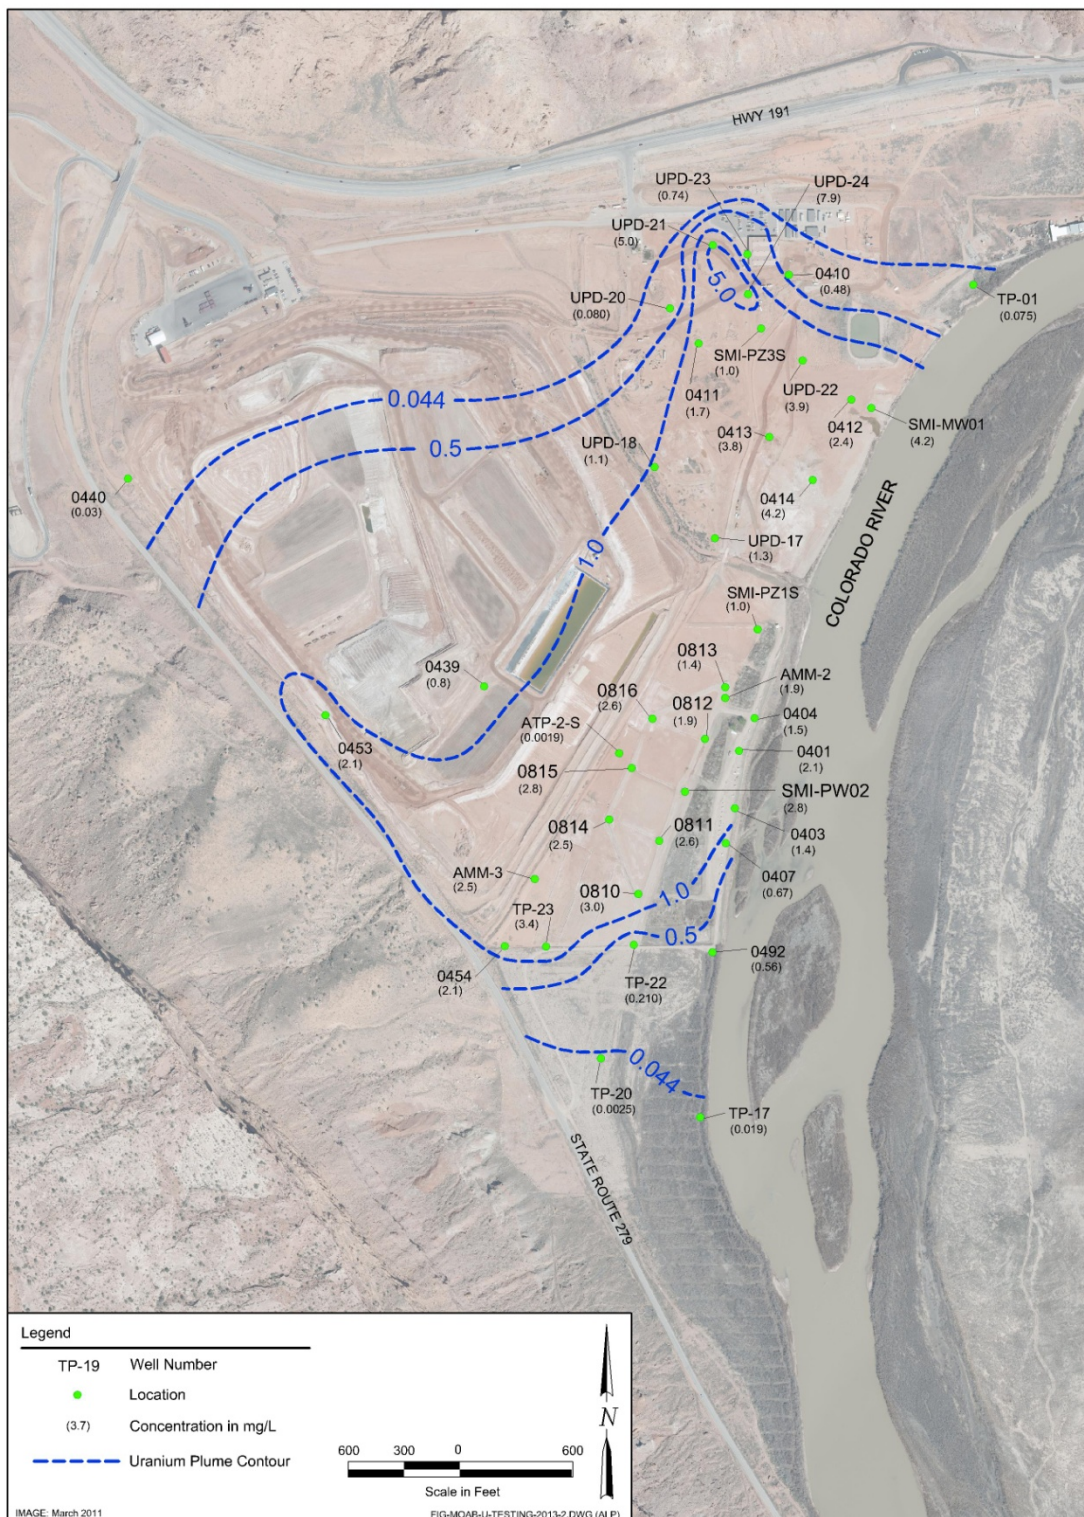 HWY 191
UPD-23
(0.74)
UPD-24
(7.9)
UPD-21
(5.0)
5.0
0410
(0.48)
TP-01
(0.075)
UPD-20
(0.080)
SMI-PZ3S
(1.0)
0411
(1.7)
UPD-22
(3.9)
0.044
0412
(2.4)
SMI-MW01
(4.2)
0413
(3.8)
0.5
UPD-18
(1.1)
0440
(0.03)
0414
(4.2)
COLORADO RIVER
UPD-17
(1.3)
1.0
SMI-PZ1S
(1.0)
0439
(0.8)
0813
(1.4)
AMM-2
(1.9)
0816
(2.6)
0812
(1.9)
0404
(1.5)
0453
(2.1)
ATP-2-S
(0.0019)
0401
(2.1)
0815
(2.8)
SMI-PW02
(2.8)
0814
(2.5)
0811
(2.6)
0403
(1.4)
0407
(0.67)
AMM-3
(2.5)
0810
(3.0)
1.0
TP-23
(3.4)
0.5
0454
(2.1)
0492
(0.56)
TP-22
(0.210)
0.044
TP-20
(0.0025)
TP-17
(0.019)
STATE ROUTE 279
Legend
TP-19 Well Number
Location
(3.7) Concentration in mg/L
Uranium Plume Contour
N
600 300 0 600
Scale in Feet
IMAGE: March 2011
FIG-MOAB-U-TESTING-2013-2.DWG (ALP)